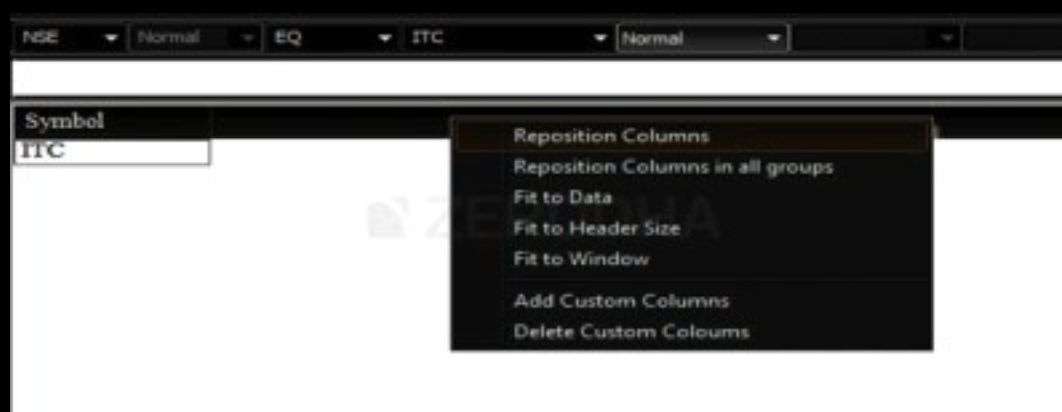 NSE Normal EQ ITC Normal
Symbol
ITC
Reposition Columns
Reposition Columns in all groups
Fit to Data
Fit to Header Size
Fit to Window
Add Custom Columns
Delete Custom Coloums
ZERODHA